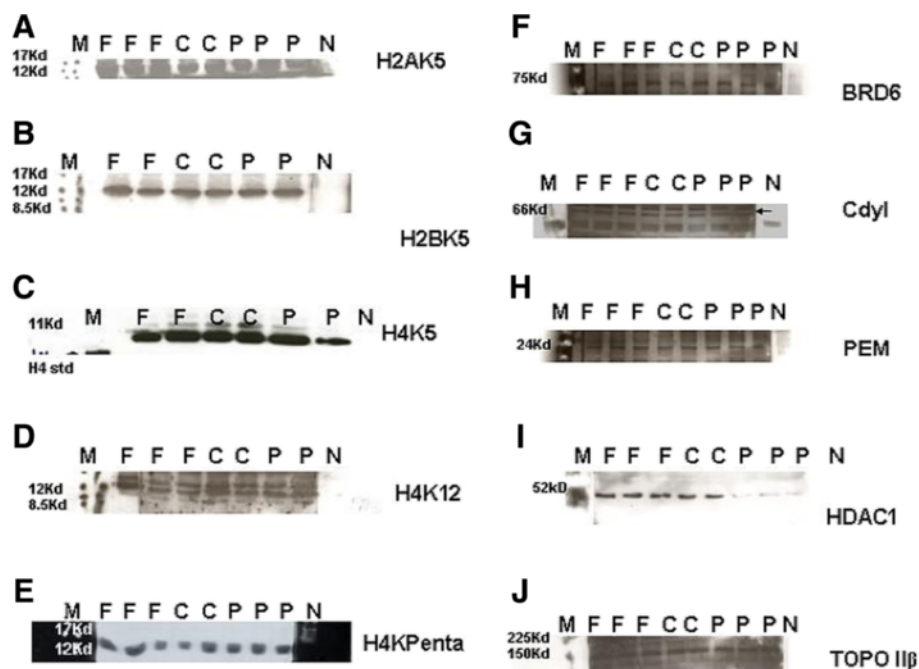 A
M F F F C C P P P N
17Kd
12Kd
H2AK5
B
M F F C C P P N
17Kd
12Kd
8.5Kd
H2BK5
C
M F F C C P P N
11Kd
H4K5
H4 std
D
M F F F C C P P N
12Kd
8.5Kd
H4K12
E
M F F F C C P P P N
17Kd
12Kd
H4KPenta
F
M F F F C C P P P N
75Kd
BRD6
G
M F F F C C P P P N
66Kd
Cdyl
H
M F F F C C P P P N
24Kd
PEM
I
M F F F C C P P P N
52kD
HDAC1
J
M F F F C C P P P N
225Kd
150Kd
TOPO IIß